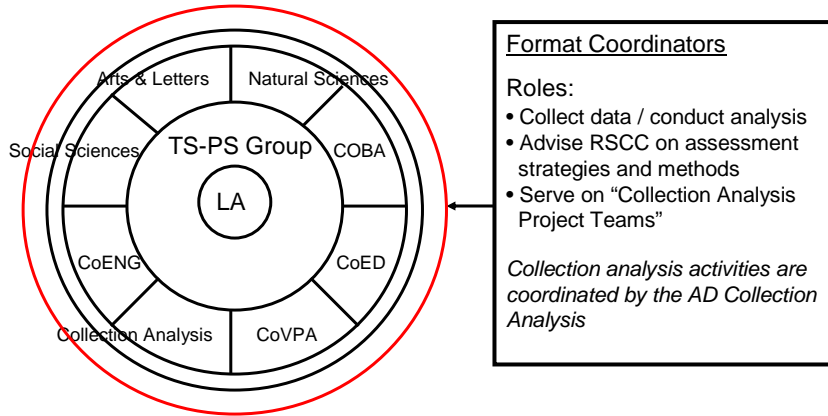 Arts & Letters
Natural Sciences
Social Sciences
TS-PS Group
COBA
LA
CoENG
CoED
Collection Analysis
CoVPA
Format Coordinators
Roles:
• Collect data / conduct analysis
• Advise RSCC on assessment
strategies and methods
• Serve on “Collection Analysis
Project Teams”
Collection analysis activities are
coordinated by the AD Collection
Analysis